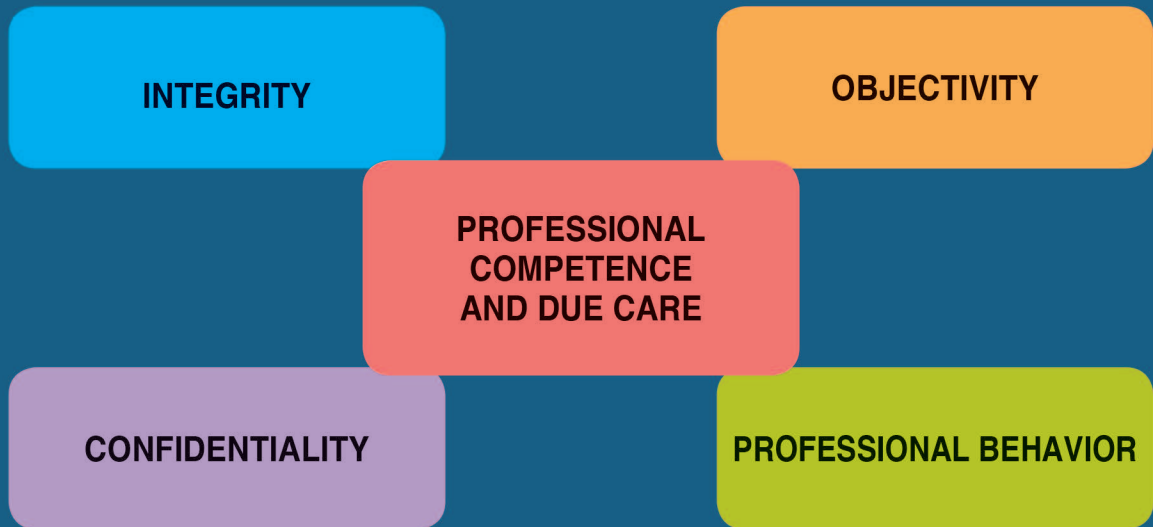 INTEGRITY
OBJECTIVITY
PROFESSIONAL
COMPETENCE
AND DUE CARE
CONFIDENTIALITY
PROFESSIONAL BEHAVIOR